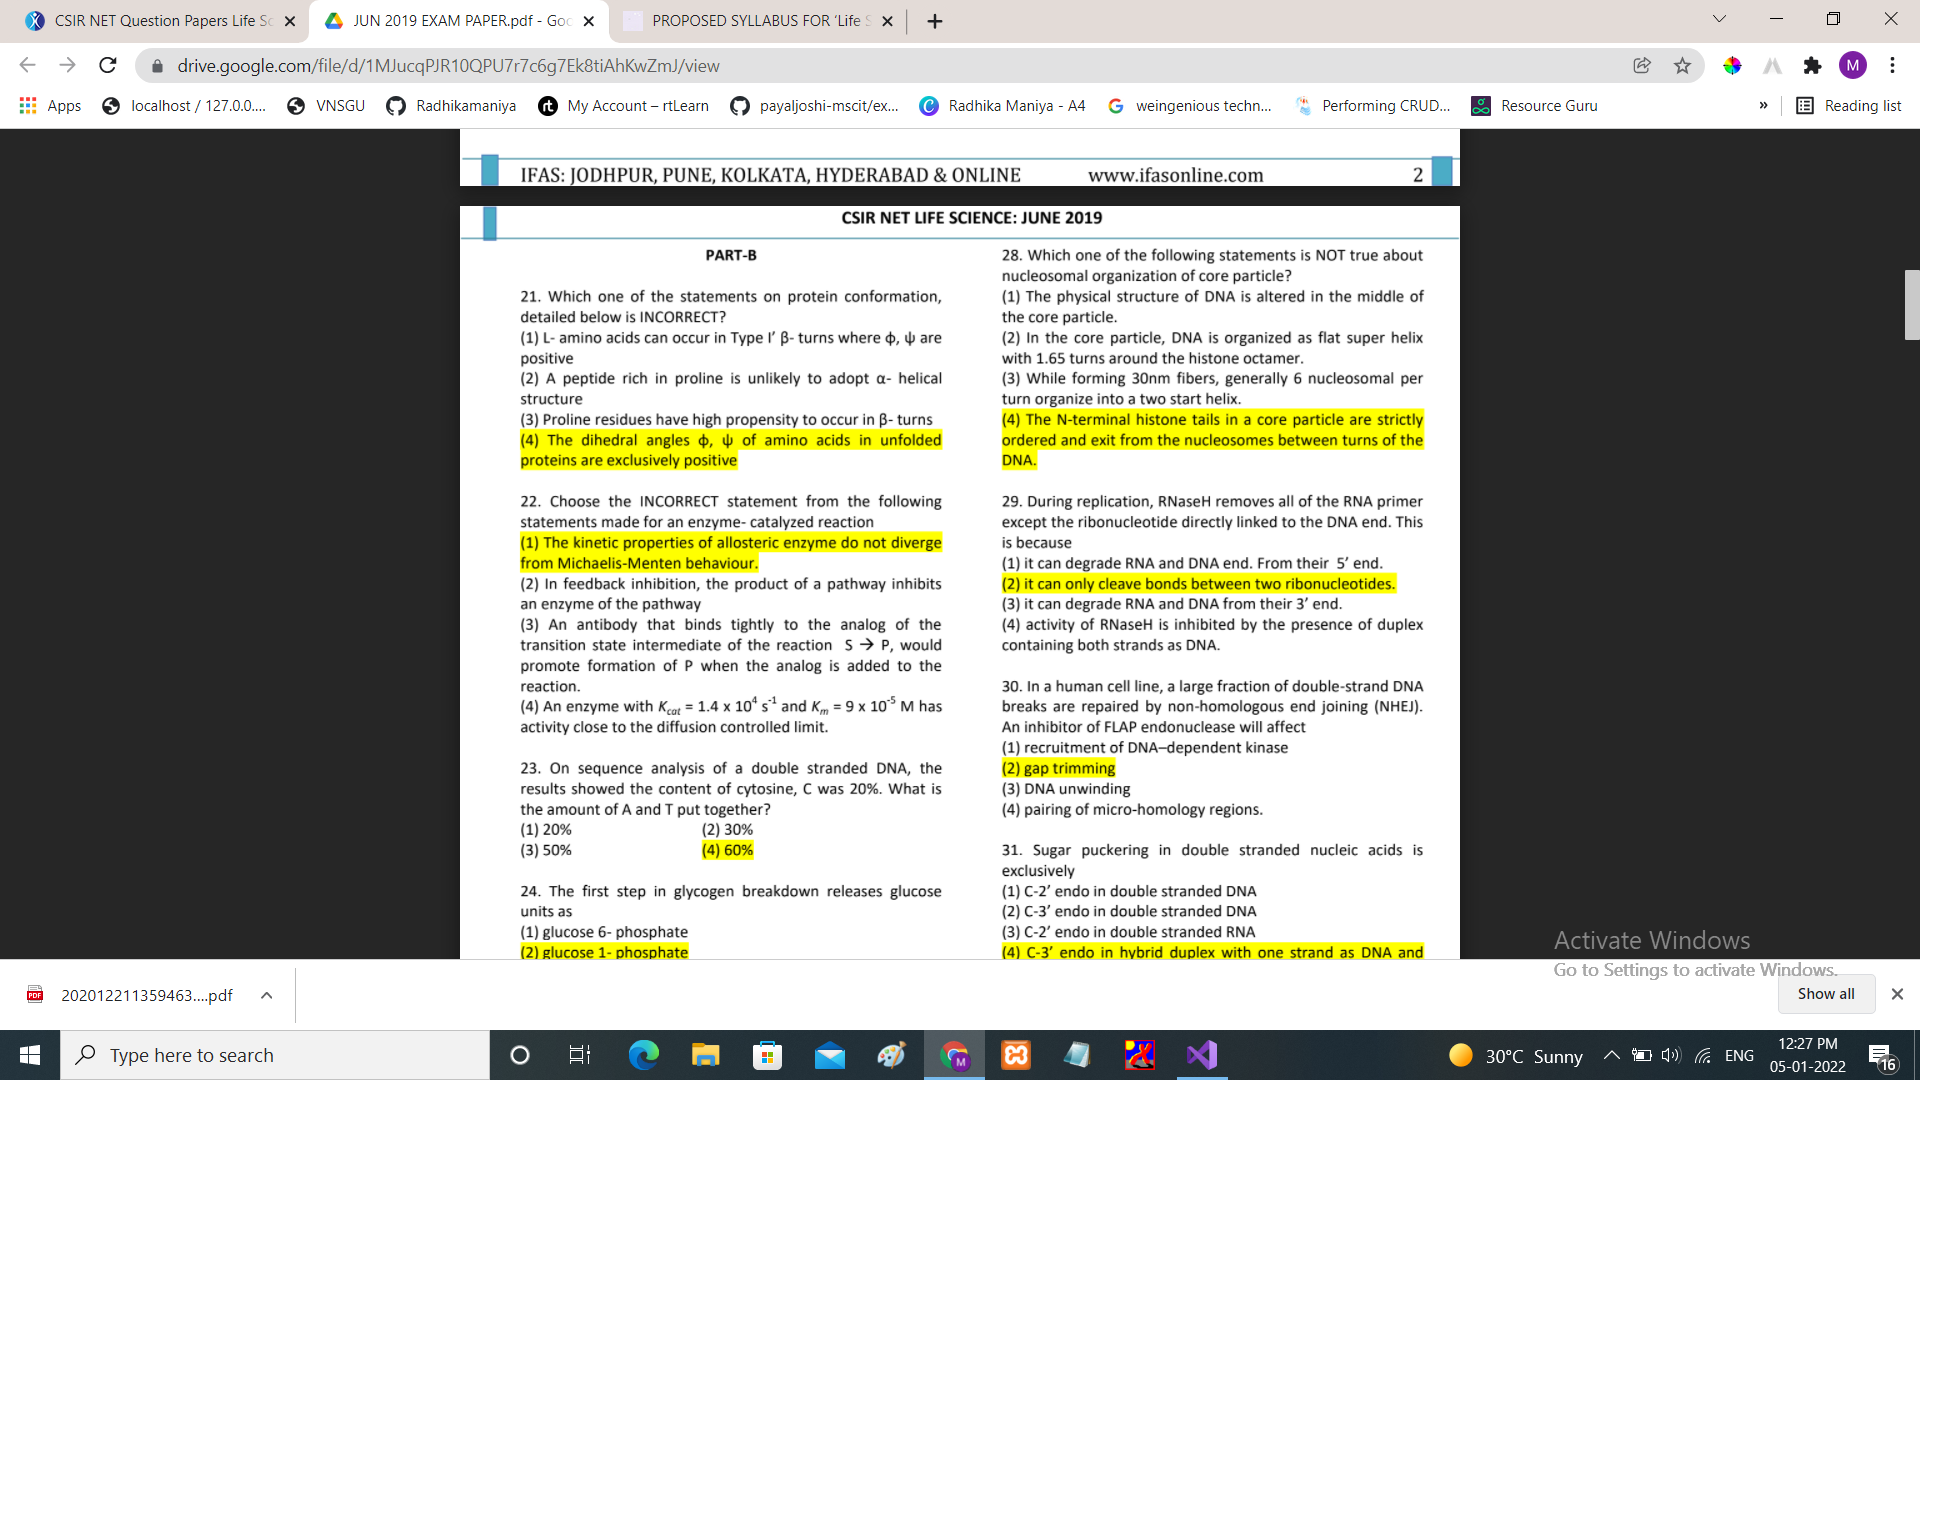 CSIR NET Question Papers Life Sc
JUN 2019 EXAM PAPER.pdf - Goo
PROPOSED SYLLABUS FOR 'Life S
drive.google.com/file/d/1MJucqPJR10QPU7r7c6g7Ek8tiAhKwZmJ/view
M
Apps
localhost / 127.0.0....
VNSGU
Radhikamaniya
rt
My Account – rtLearn
payaljoshi-mscit/ex...
Radhika Maniya - A4
weingenious techn...
Performing CRUD...
Resource Guru
»
Reading list
IFAS: JODHPUR, PUNE, KOLKATA, HYDERABAD & ONLINE www.ifasonline.com 2
CSIR NET LIFE SCIENCE: JUNE 2019
PART-B
21. Which one of the statements on protein conformation,
detailed below is INCORRECT?
(1) L- amino acids can occur in Type I′ β- turns where ϕ, ψ are
positive
(2) A peptide rich in proline is unlikely to adopt α- helical
structure
(3) Proline residues have high propensity to occur in β- turns
(4) The dihedral angles ϕ, ψ of amino acids in unfolded
proteins are exclusively positive
22. Choose the INCORRECT statement from the following
statements made for an enzyme- catalyzed reaction
(1) The kinetic properties of allosteric enzyme do not diverge
from Michaelis-Menten behaviour.
(2) In feedback inhibition, the product of a pathway inhibits
an enzyme of the pathway
(3) An antibody that binds tightly to the analog of the
transition state intermediate of the reaction S → P, would
promote formation of P when the analog is added to the
reaction.
(4) An enzyme with Kcat = 1.4 x 10⁴ s⁻¹ and Km = 9 x 10⁻⁵ M has
activity close to the diffusion controlled limit.
23. On sequence analysis of a double stranded DNA, the
results showed the content of cytosine, C was 20%. What is
the amount of A and T put together?
(1) 20% (2) 30%
(3) 50% (4) 60%
24. The first step in glycogen breakdown releases glucose
units as
(1) glucose 6- phosphate
(2) glucose 1- phosphate
28. Which one of the following statements is NOT true about
nucleosomal organization of core particle?
(1) The physical structure of DNA is altered in the middle of
the core particle.
(2) In the core particle, DNA is organized as flat super helix
with 1.65 turns around the histone octamer.
(3) While forming 30nm fibers, generally 6 nucleosomal per
turn organize into a two start helix.
(4) The N-terminal histone tails in a core particle are strictly
ordered and exit from the nucleosomes between turns of the
DNA.
29. During replication, RNaseH removes all of the RNA primer
except the ribonucleotide directly linked to the DNA end. This
is because
(1) it can degrade RNA and DNA end. From their 5′ end.
(2) it can only cleave bonds between two ribonucleotides.
(3) it can degrade RNA and DNA from their 3′ end.
(4) activity of RNaseH is inhibited by the presence of duplex
containing both strands as DNA.
30. In a human cell line, a large fraction of double-strand DNA
breaks are repaired by non-homologous end joining (NHEJ).
An inhibitor of FLAP endonuclease will affect
(1) recruitment of DNA–dependent kinase
(2) gap trimming
(3) DNA unwinding
(4) pairing of micro-homology regions.
31. Sugar puckering in double stranded nucleic acids is
exclusively
(1) C-2′ endo in double stranded DNA
(2) C-3′ endo in double stranded DNA
(3) C-2′ endo in double stranded RNA
(4) C-3′ endo in hybrid duplex with one strand as DNA and
Activate Windows
Go to Settings to activate Windows.
PDF
202012211359463....pdf
Show all
Type here to search
M
30°C Sunny
ENG
12:27 PM
05-01-2022
16